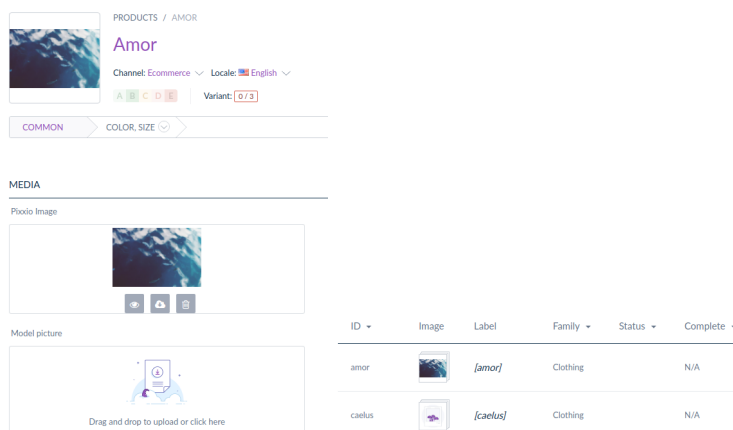 PRODUCTS / AMOR
Amor
Channel: Ecommerce Locale: English
A B C D E Variant: 0 / 3
COMMON COLOR, SIZE
MEDIA
Pixxio Image
Model picture
Drag and drop to upload or click here
ID Image Label Family Status Complete
amor [amor] Clothing N/A
caelus [caelus] Clothing N/A